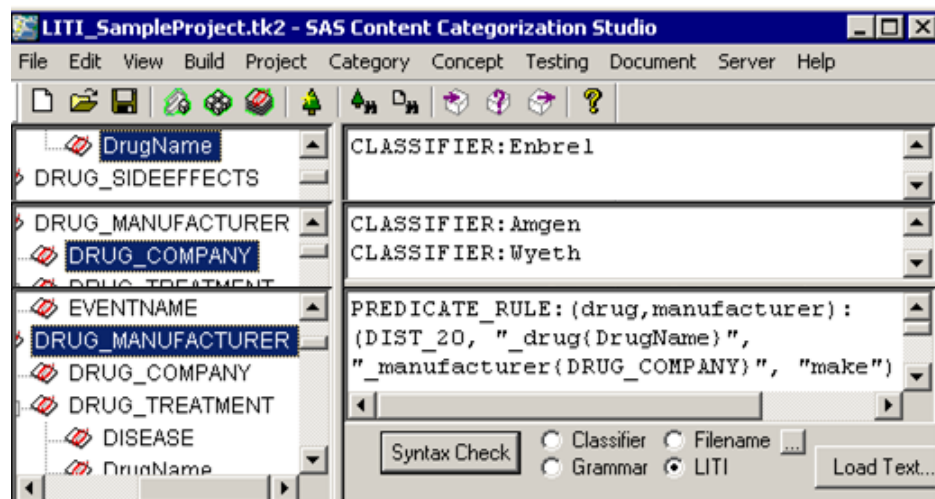 LITI_SampleProject.tk2 - SAS Content Categorization Studio
File Edit View Build Project Category Concept Testing Document Server Help
DrugName
DRUG_SIDEEFFECTS
CLASSIFIER:Enbrel
DRUG_MANUFACTURER
DRUG_COMPANY
DRUG_TREATMENT
CLASSIFIER:Amgen
CLASSIFIER:Wyeth
EVENTNAME
DRUG_MANUFACTURER
DRUG_COMPANY
DRUG_TREATMENT
DISEASE
DrugName
PREDICATE_RULE:(drug,manufacturer):
(DIST_20, "_drug{DrugName}",
"_manufacturer{DRUG_COMPANY}", "make")
Syntax Check
Classifier Filename ...
Grammar LITI
Load Text...